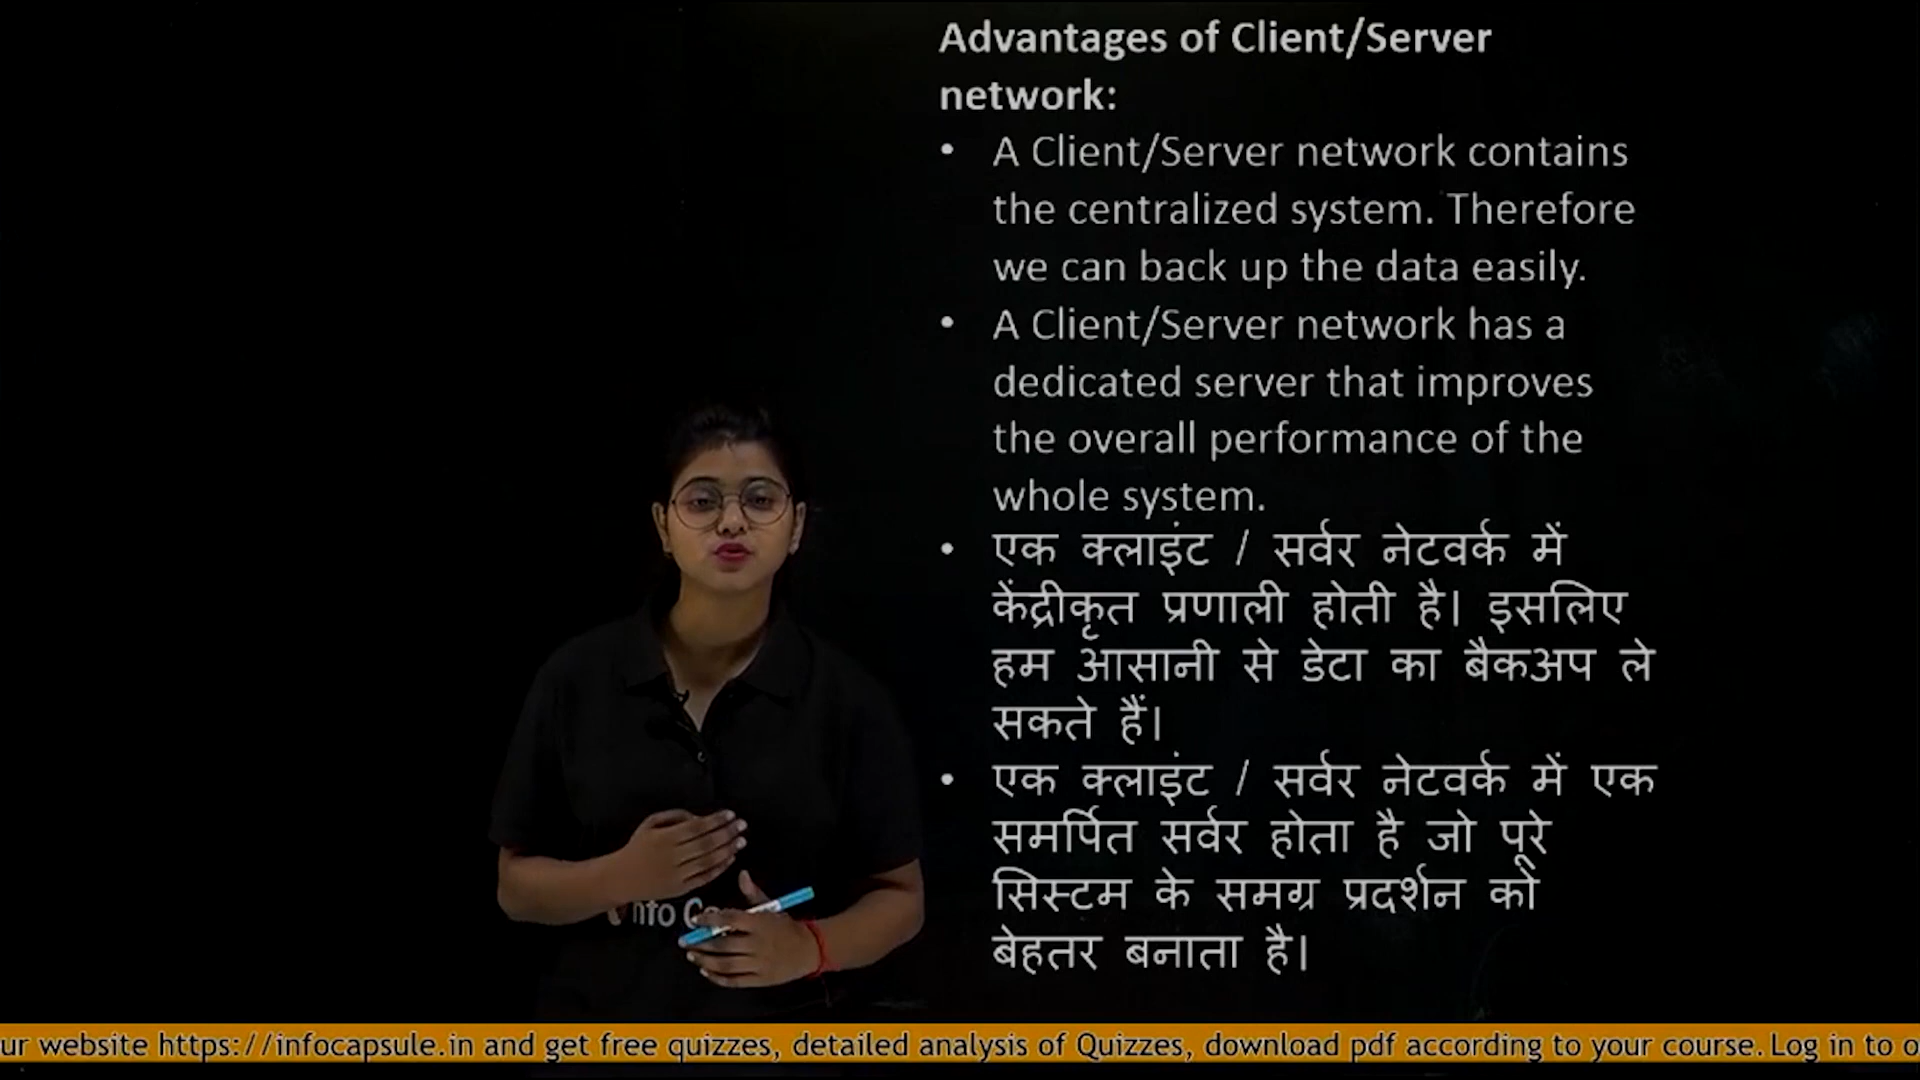 Advantages of Client/Server
network:
• A Client/Server network contains
the centralized system. Therefore
we can back up the data easily.
• A Client/Server network has a
dedicated server that improves
the overall performance of the
whole system.
• एक क्लाइंट / सर्वर नेटवर्क में
केंद्रीकृत प्रणाली होती है। इसलिए
हम आसानी से डेटा का बैकअप ले
सकते हैं।
• एक क्लाइंट / सर्वर नेटवर्क में एक
समर्पित सर्वर होता है जो पूरे
सिस्टम के समग्र प्रदर्शन को
बेहतर बनाता है।
ur website https://infocapsule.in and get free quizzes, detailed analysis of Quizzes, download pdf according to your course. Log in to o